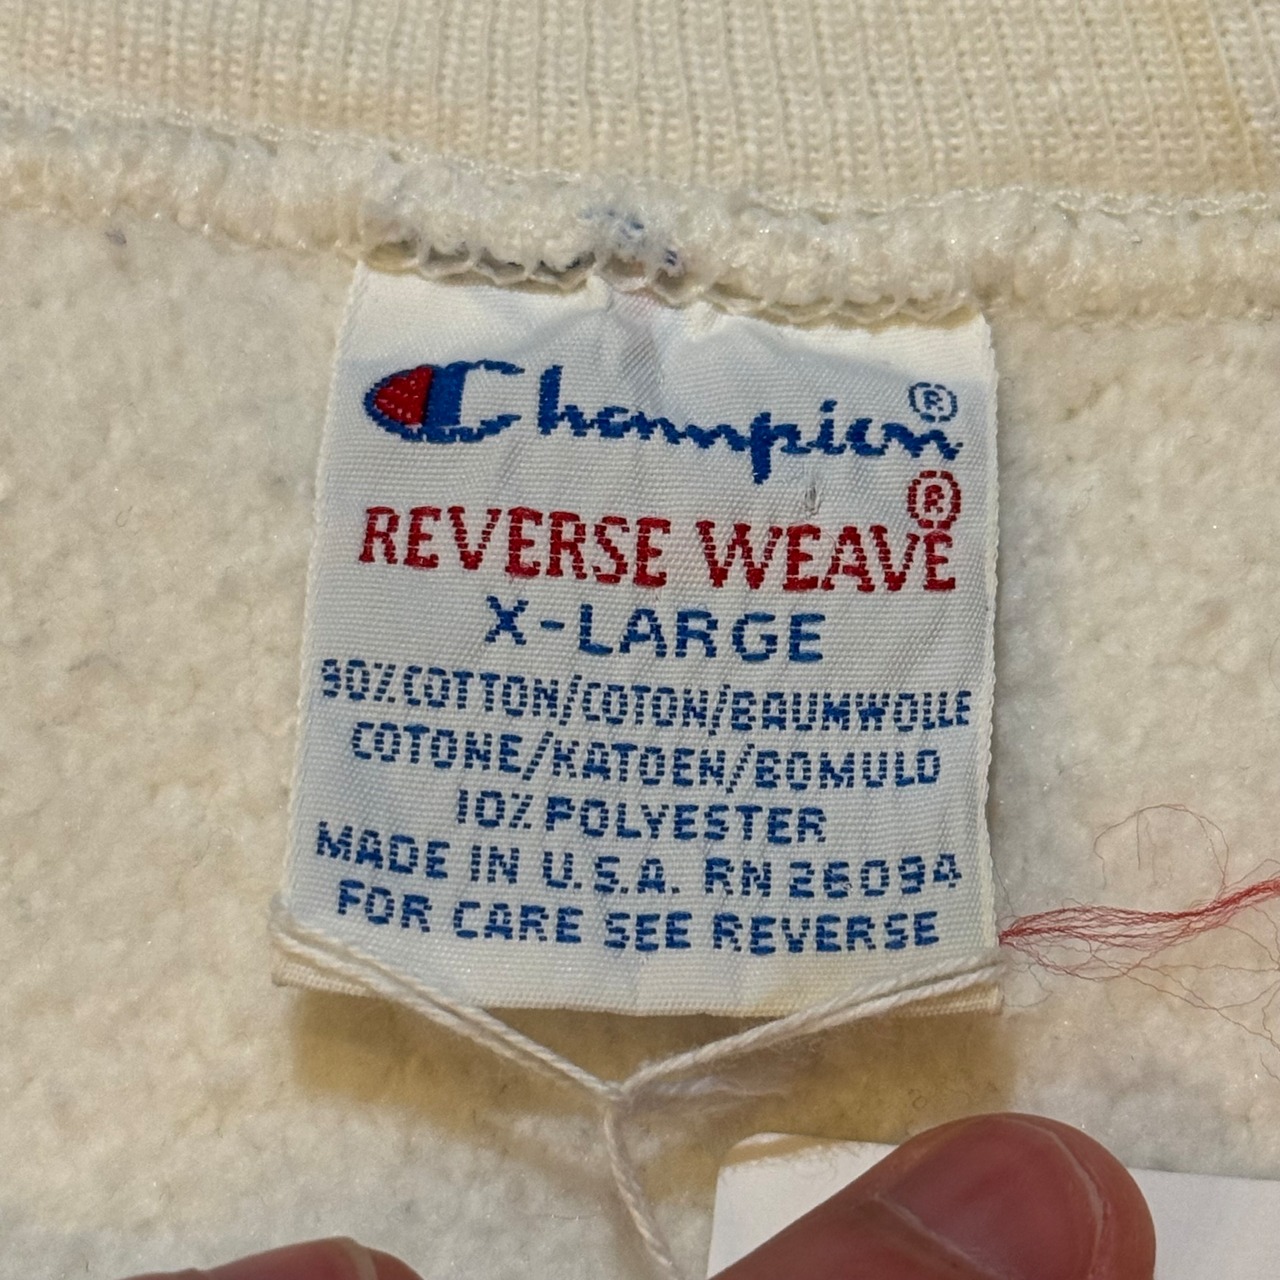 Champion®
REVERSE WEAVE®
X-LARGE
90% COTTON/COTON/BAUMWOLLE
COTONE/KATOEN/BOMULD
10% POLYESTER
MADE IN U.S.A. RN 26094
FOR CARE SEE REVERSE